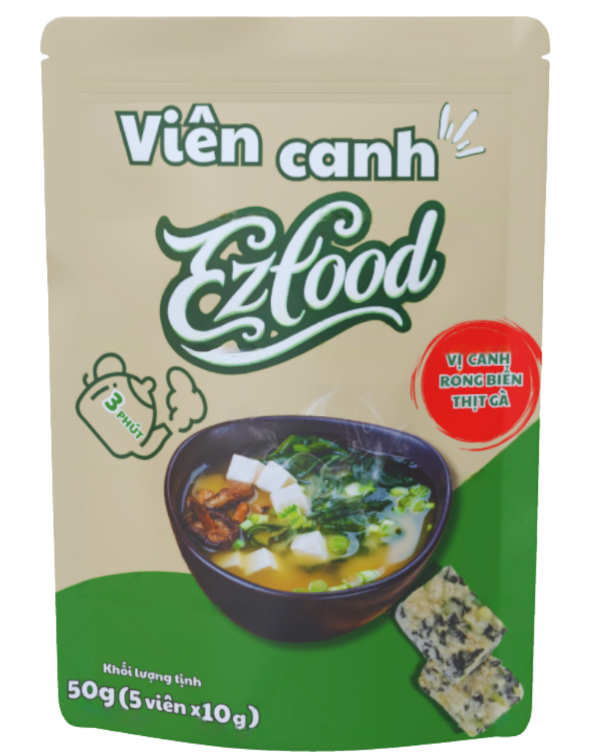 Viên canh
Ezfood
3 PHÚT
VỊ CANH
RONG BIỂN
THỊT GÀ
Khối lượng tịnh
50g (5 viên x10g)